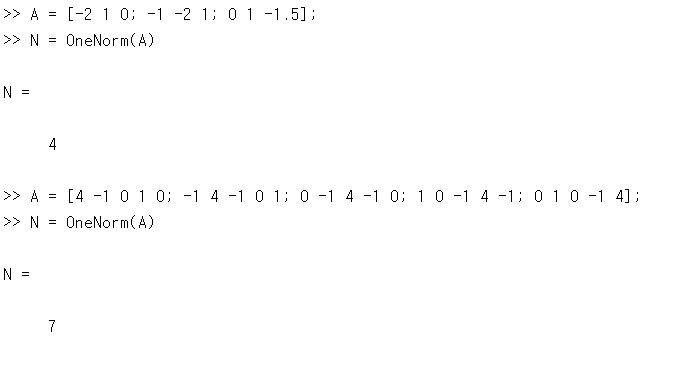 >> A = [-2 1 0; -1 -2 1; 0 1 -1.5];
>> N = OneNorm(A)
N =
4
>> A = [4 -1 0 1 0; -1 4 -1 0 1; 0 -1 4 -1 0; 1 0 -1 4 -1; 0 1 0 -1 4];
>> N = OneNorm(A)
N =
7